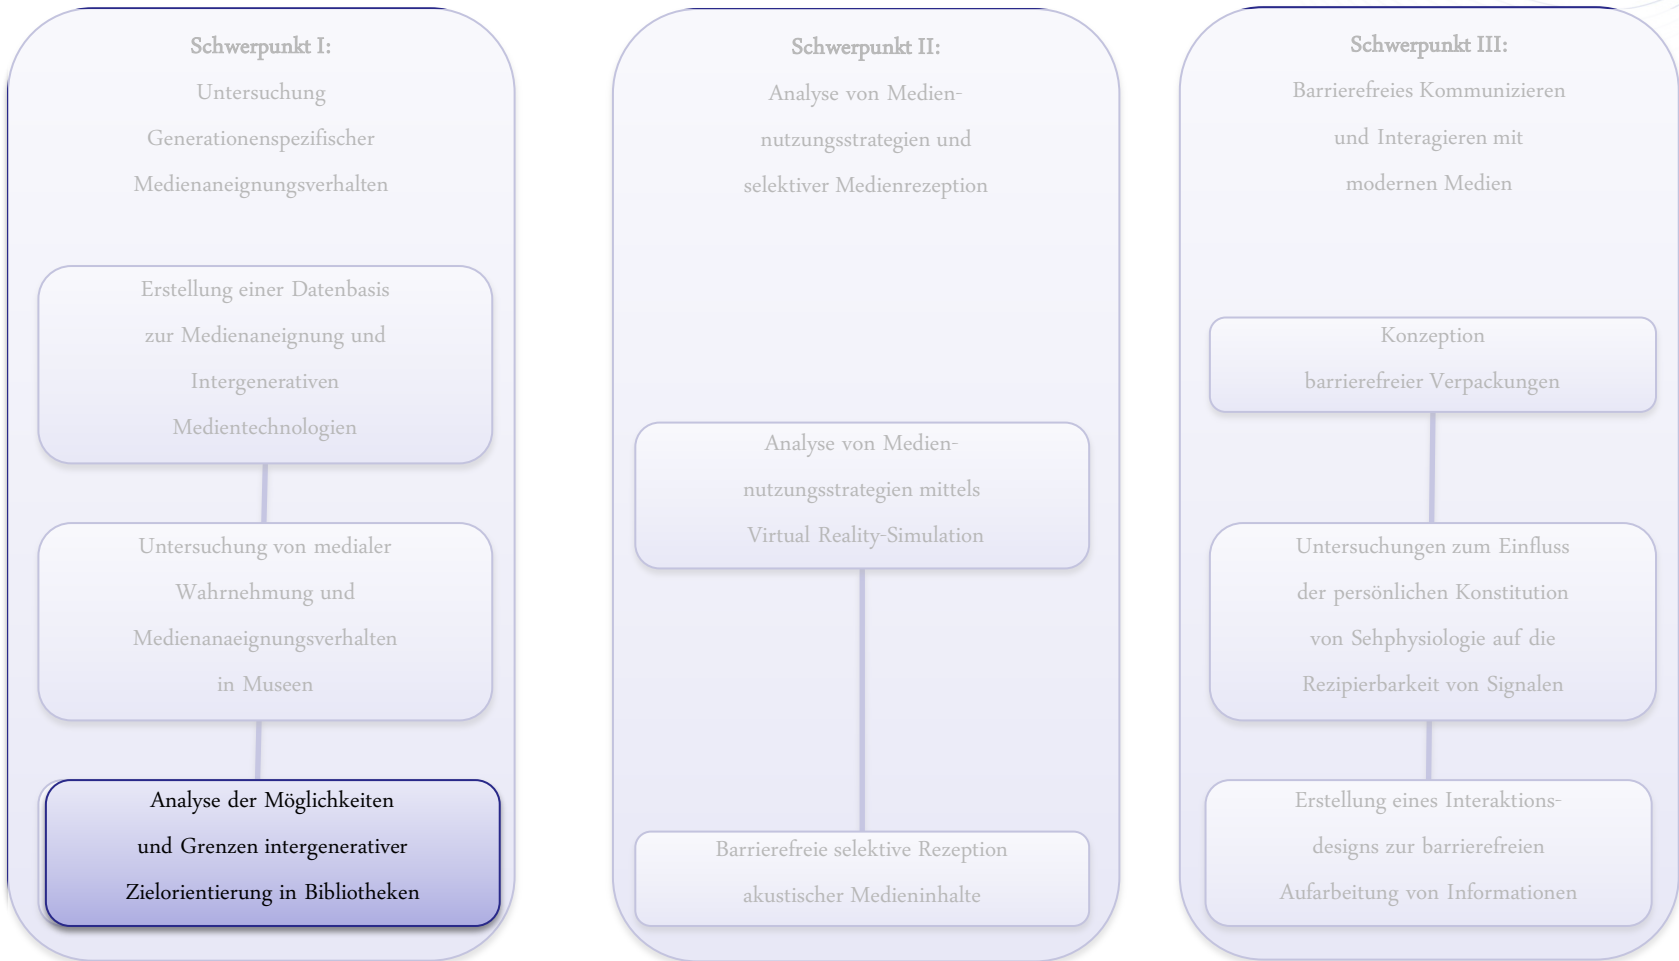 Schwerpunkt I:
Untersuchung
Generationenspezifischer
Medienaneignungsverhalten
Erstellung einer Datenbasis
zur Medienaneignung und
Intergenerativen
Medientechnologien
Untersuchung von medialer
Wahrnehmung und
Medienanaeignungsverhalten
in Museen
Analyse der Möglichkeiten
und Grenzen intergenerativer
Zielorientierung in Bibliotheken
Schwerpunkt II:
Analyse von Medien-
nutzungsstrategien und
selektiver Medienrezeption
Analyse von Medien-
nutzungsstrategien mittels
Virtual Reality-Simulation
Barrierefreie selektive Rezeption
akustischer Medieninhalte
Schwerpunkt III:
Barrierefreies Kommunizieren
und Interagieren mit
modernen Medien
Konzeption
barrierefreier Verpackungen
Untersuchungen zum Einfluss
der persönlichen Konstitution
von Sehphysiologie auf die
Rezipierbarkeit von Signalen
Erstellung eines Interaktions-
designs zur barrierefreien
Aufarbeitung von Informationen